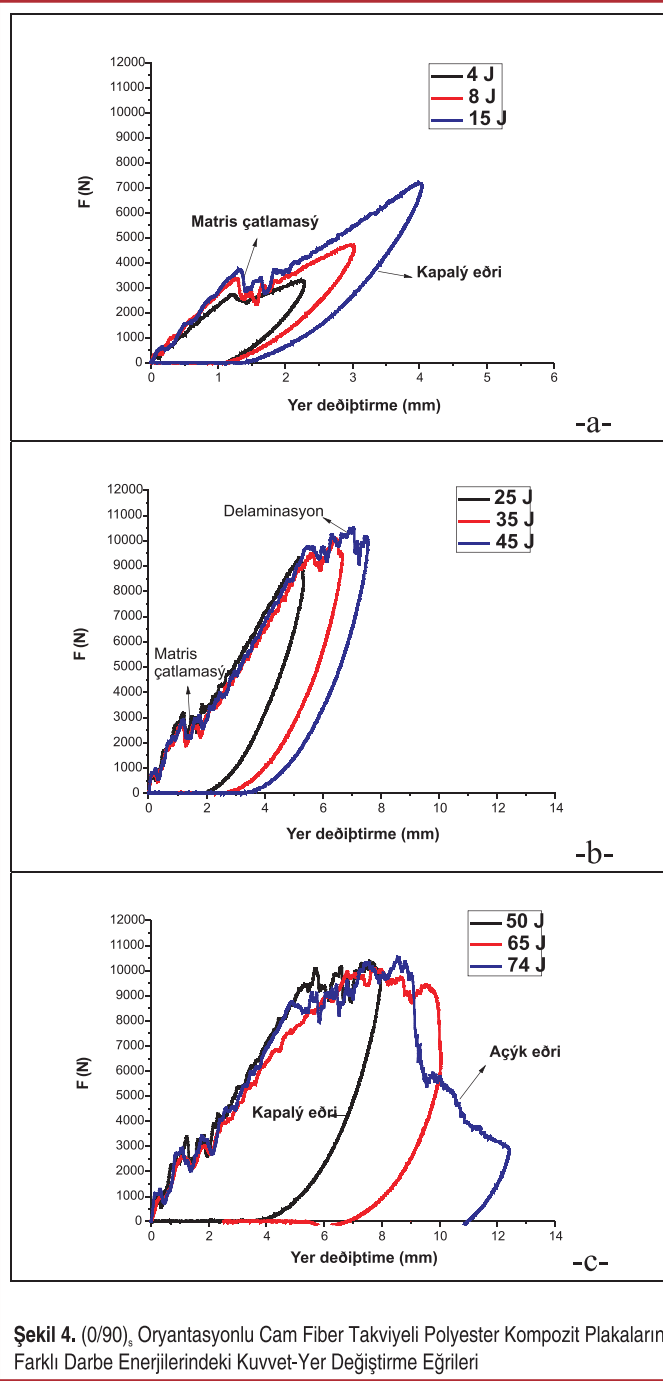 12000
11000
10000
9000
8000
7000
6000
5000
4000
3000
2000
1000
0
F (N)
4 J
8 J
15 J
Matris çatlamasý
Kapalý eðri
0 1 2 3 4 5 6
Yer deðiþtirme (mm)
-a-
12000
11000
10000
9000
8000
7000
6000
5000
4000
3000
2000
1000
0
F (N)
25 J
35 J
45 J
Delaminasyon
Matris
çatlamasý
0 2 4 6 8 10 12 14
Yer deðiþtirme (mm)
-b-
12000
11000
10000
9000
8000
7000
6000
5000
4000
3000
2000
1000
0
F (N)
50 J
65 J
74 J
Açýk eðri
Kapalý eðri
0 2 4 6 8 10 12 14
Yer deðiþtime (mm)
-c-
Şekil 4. (0/90)s Oryantasyonlu Cam Fiber Takviyeli Polyester Kompozit Plakaların
Farklı Darbe Enerjilerindeki Kuvvet-Yer Değiştirme Eğrileri